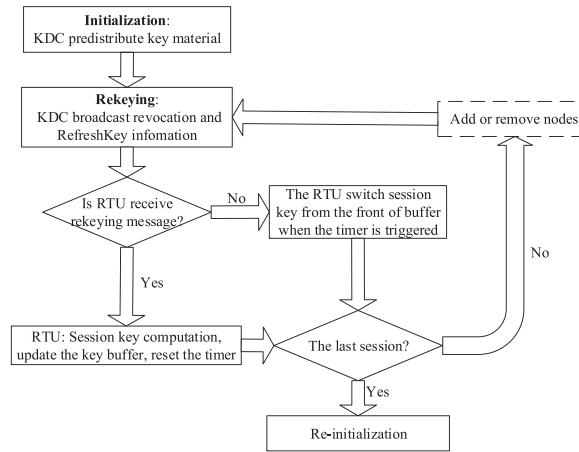 Initialization:
KDC predistribute key material
Rekeying:
KDC broadcast revocation and
RefreshKey infomation
Add or remove nodes
Is RTU receive
rekeying message?
No
The RTU switch session
key from the front of buffer
when the timer is triggered
No
Yes
RTU: Session key computation,
update the key buffer, reset the timer
The last session?
Yes
Re-initialization